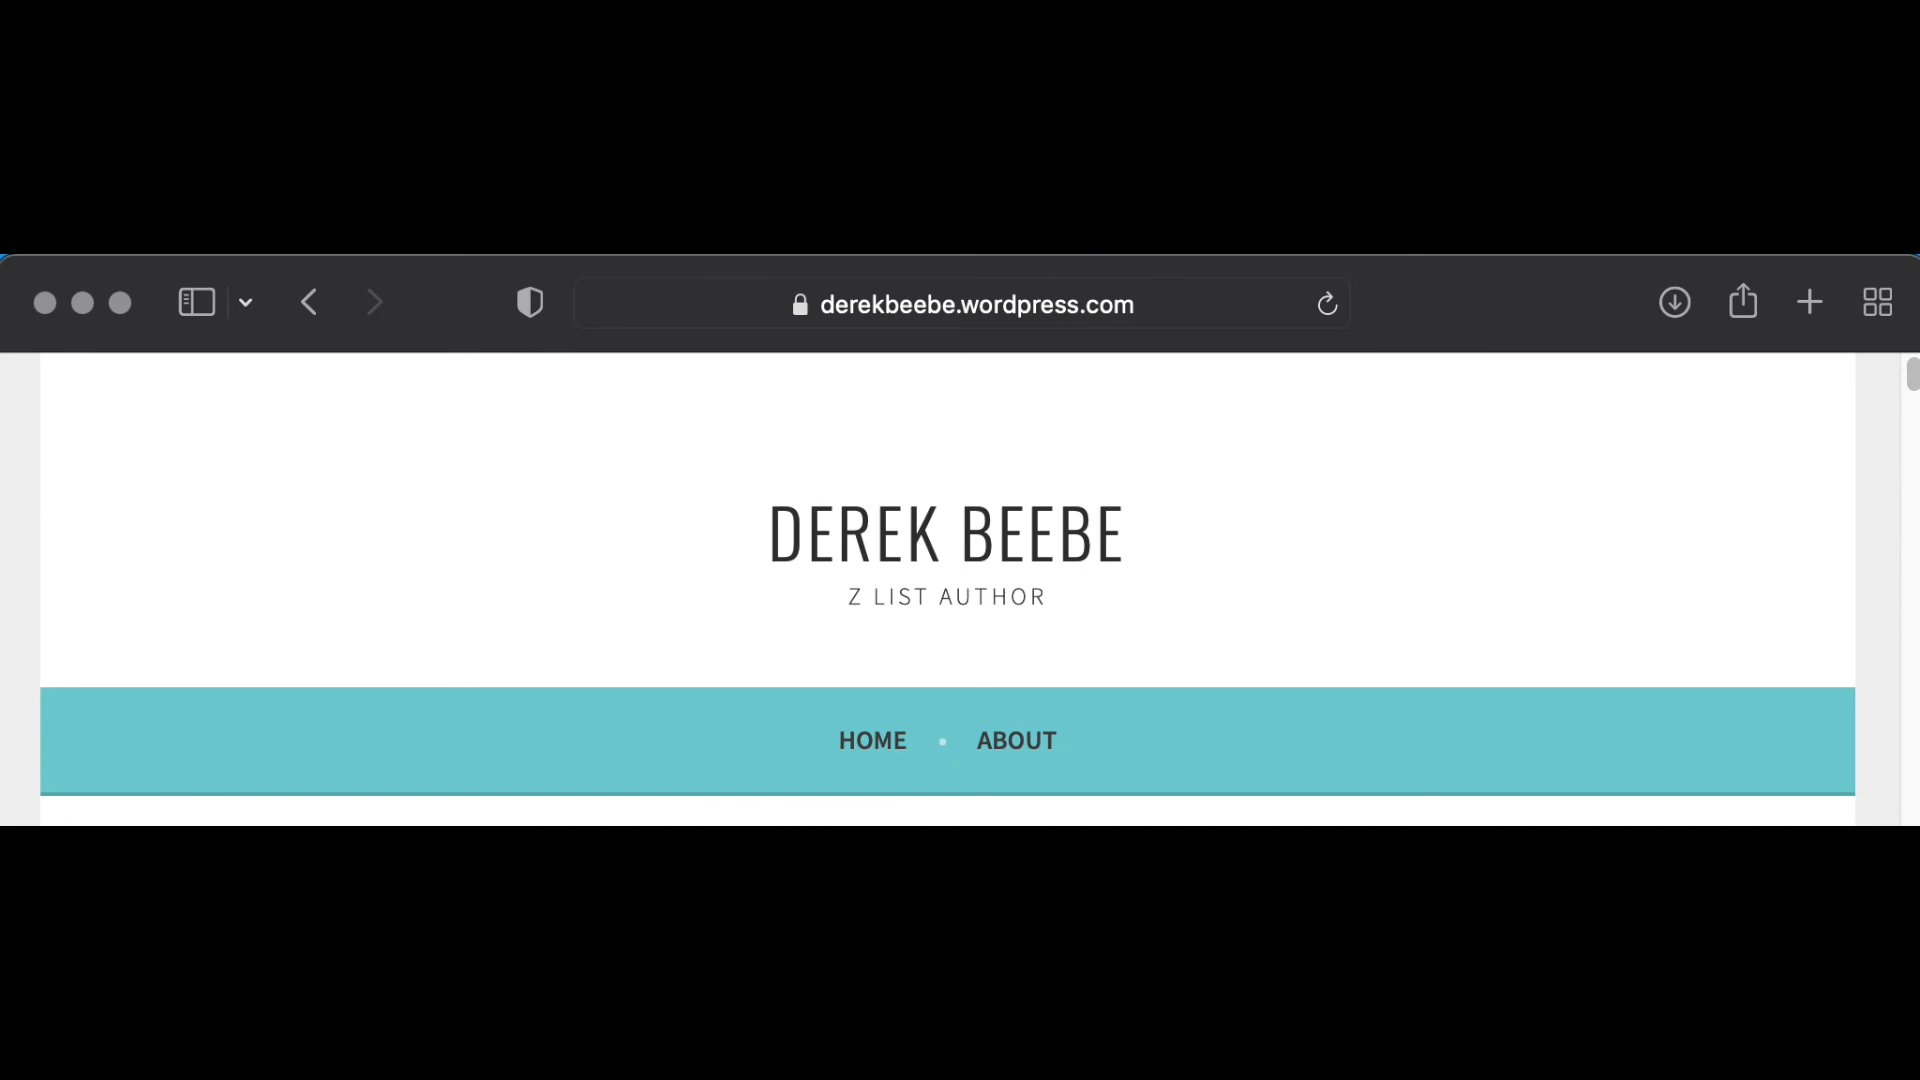 derekbeebe.wordpress.com
DEREK BEEBE
Z LIST AUTHOR
HOME • ABOUT